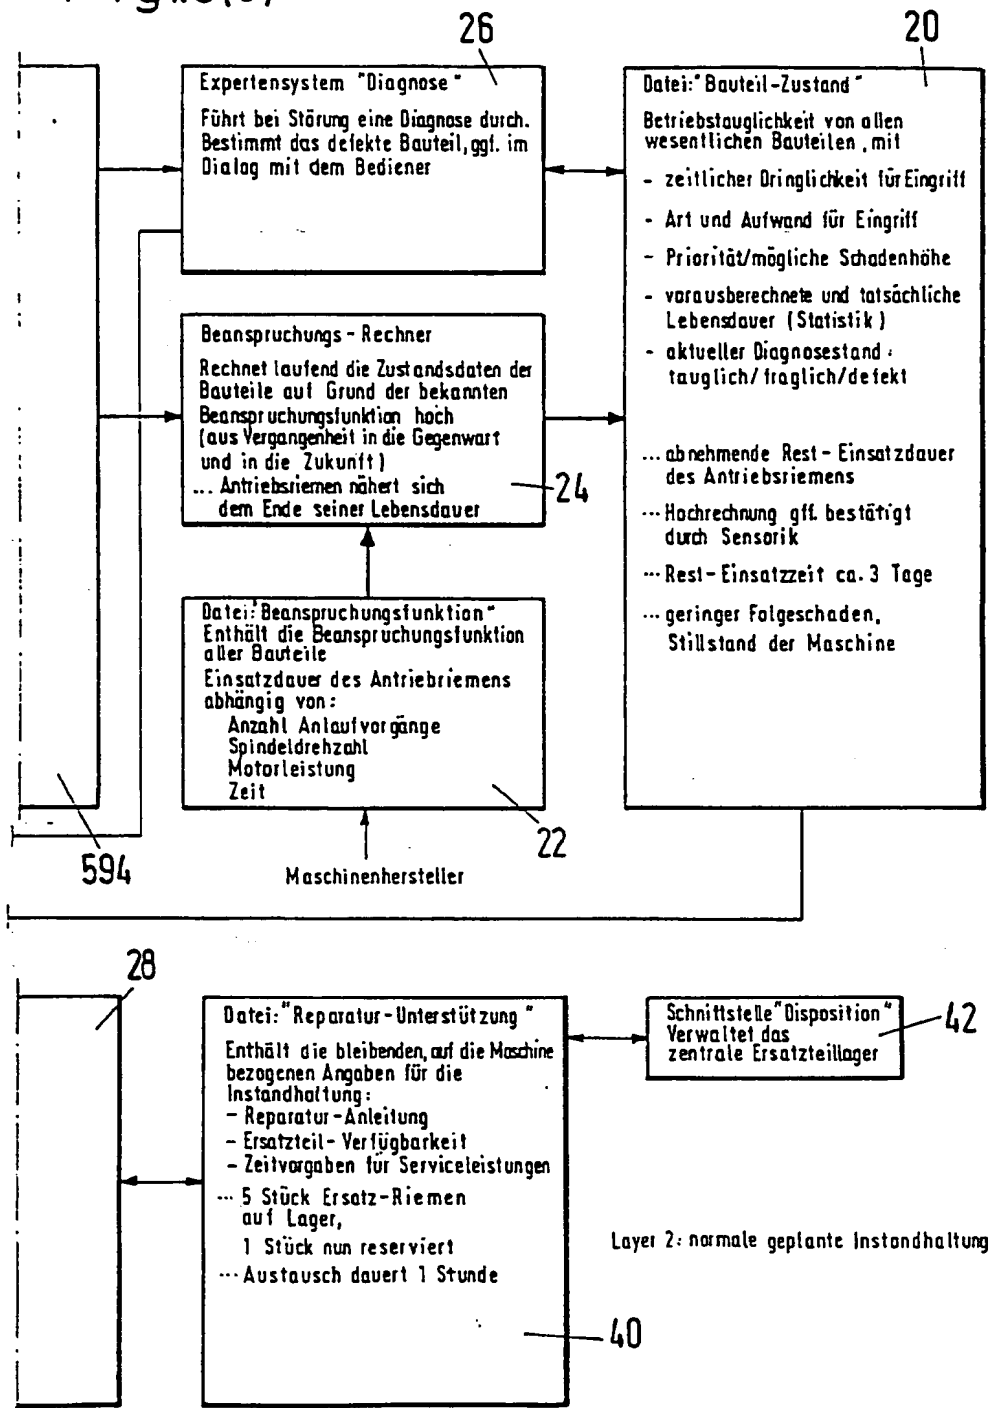 26
20
Expertensystem "Diagnose"
Führt bei Störung eine Diagnose durch.
Bestimmt das defekte Bauteil, ggf. im
Dialog mit dem Bediener
Datei: "Bauteil-Zustand"
Betriebstauglichkeit von allen
wesentlichen Bauteilen, mit
- zeitlicher Dringlichkeit für Eingriff
- Art und Aufwand für Eingriff
- Priorität/mögliche Schadenhöhe
- vorausberechnete und tatsächliche
Lebensdauer (Statistik)
- aktueller Diagnosestand:
tauglich/fraglich/defekt
... abnehmende Rest-Einsatzdauer
des Antriebsriemens
... Hochrechnung gff. bestätigt
durch Sensorik
... Rest-Einsatzzeit ca. 3 Tage
... geringer Folgeschaden,
Stillstand der Maschine
Beanspruchungs-Rechner
Rechnet laufend die Zustandsdaten der
Bauteile auf Grund der bekannten
Beanspruchungsfunktion hoch
(aus Vergangenheit in die Gegenwart
und in die Zukunft)
... Antriebsriemen nähert sich
dem Ende seiner Lebensdauer
24
Datei: "Beanspruchungsfunktion"
Enthält die Beanspruchungsfunktion
aller Bauteile
Einsatzdauer des Antriebriemens
abhängig von:
Anzahl Anlaufvorgänge
Spindeldrehzahl
Motorleistung
Zeit
22
594
Maschinenhersteller
28
Datei: "Reparatur-Unterstützung"
Enthält die bleibenden, auf die Maschine
bezogenen Angaben für die
Instandhaltung:
- Reparatur-Anleitung
- Ersatzteil-Verfügbarkeit
- Zeitvorgaben für Serviceleistungen
... 5 Stück Ersatz-Riemen
auf Lager,
1 Stück nun reserviert
... Austausch dauert 1 Stunde
40
Schnittstelle "Disposition"
Verwaltet das
zentrale Ersatzteillager
42
Layer 2: normale geplante Instandhaltung